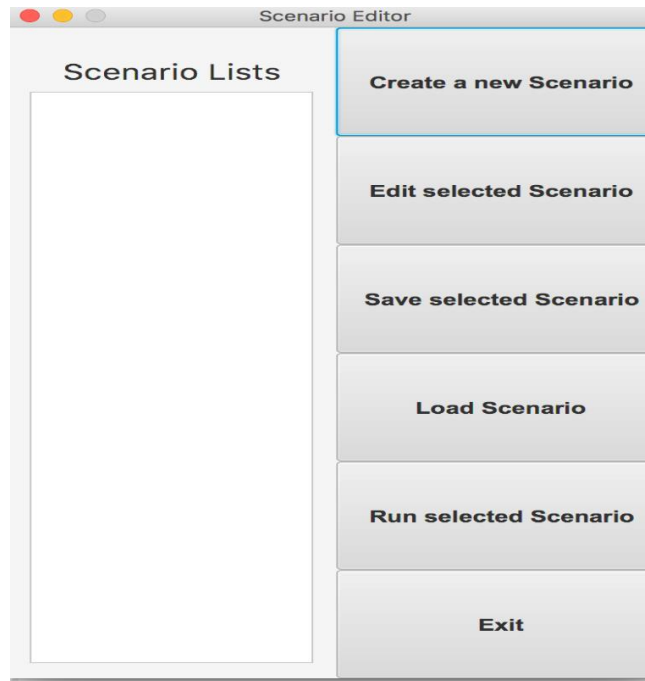 Scenario Editor
Scenario Lists
Create a new Scenario
Edit selected Scenario
Save selected Scenario
Load Scenario
Run selected Scenario
Exit